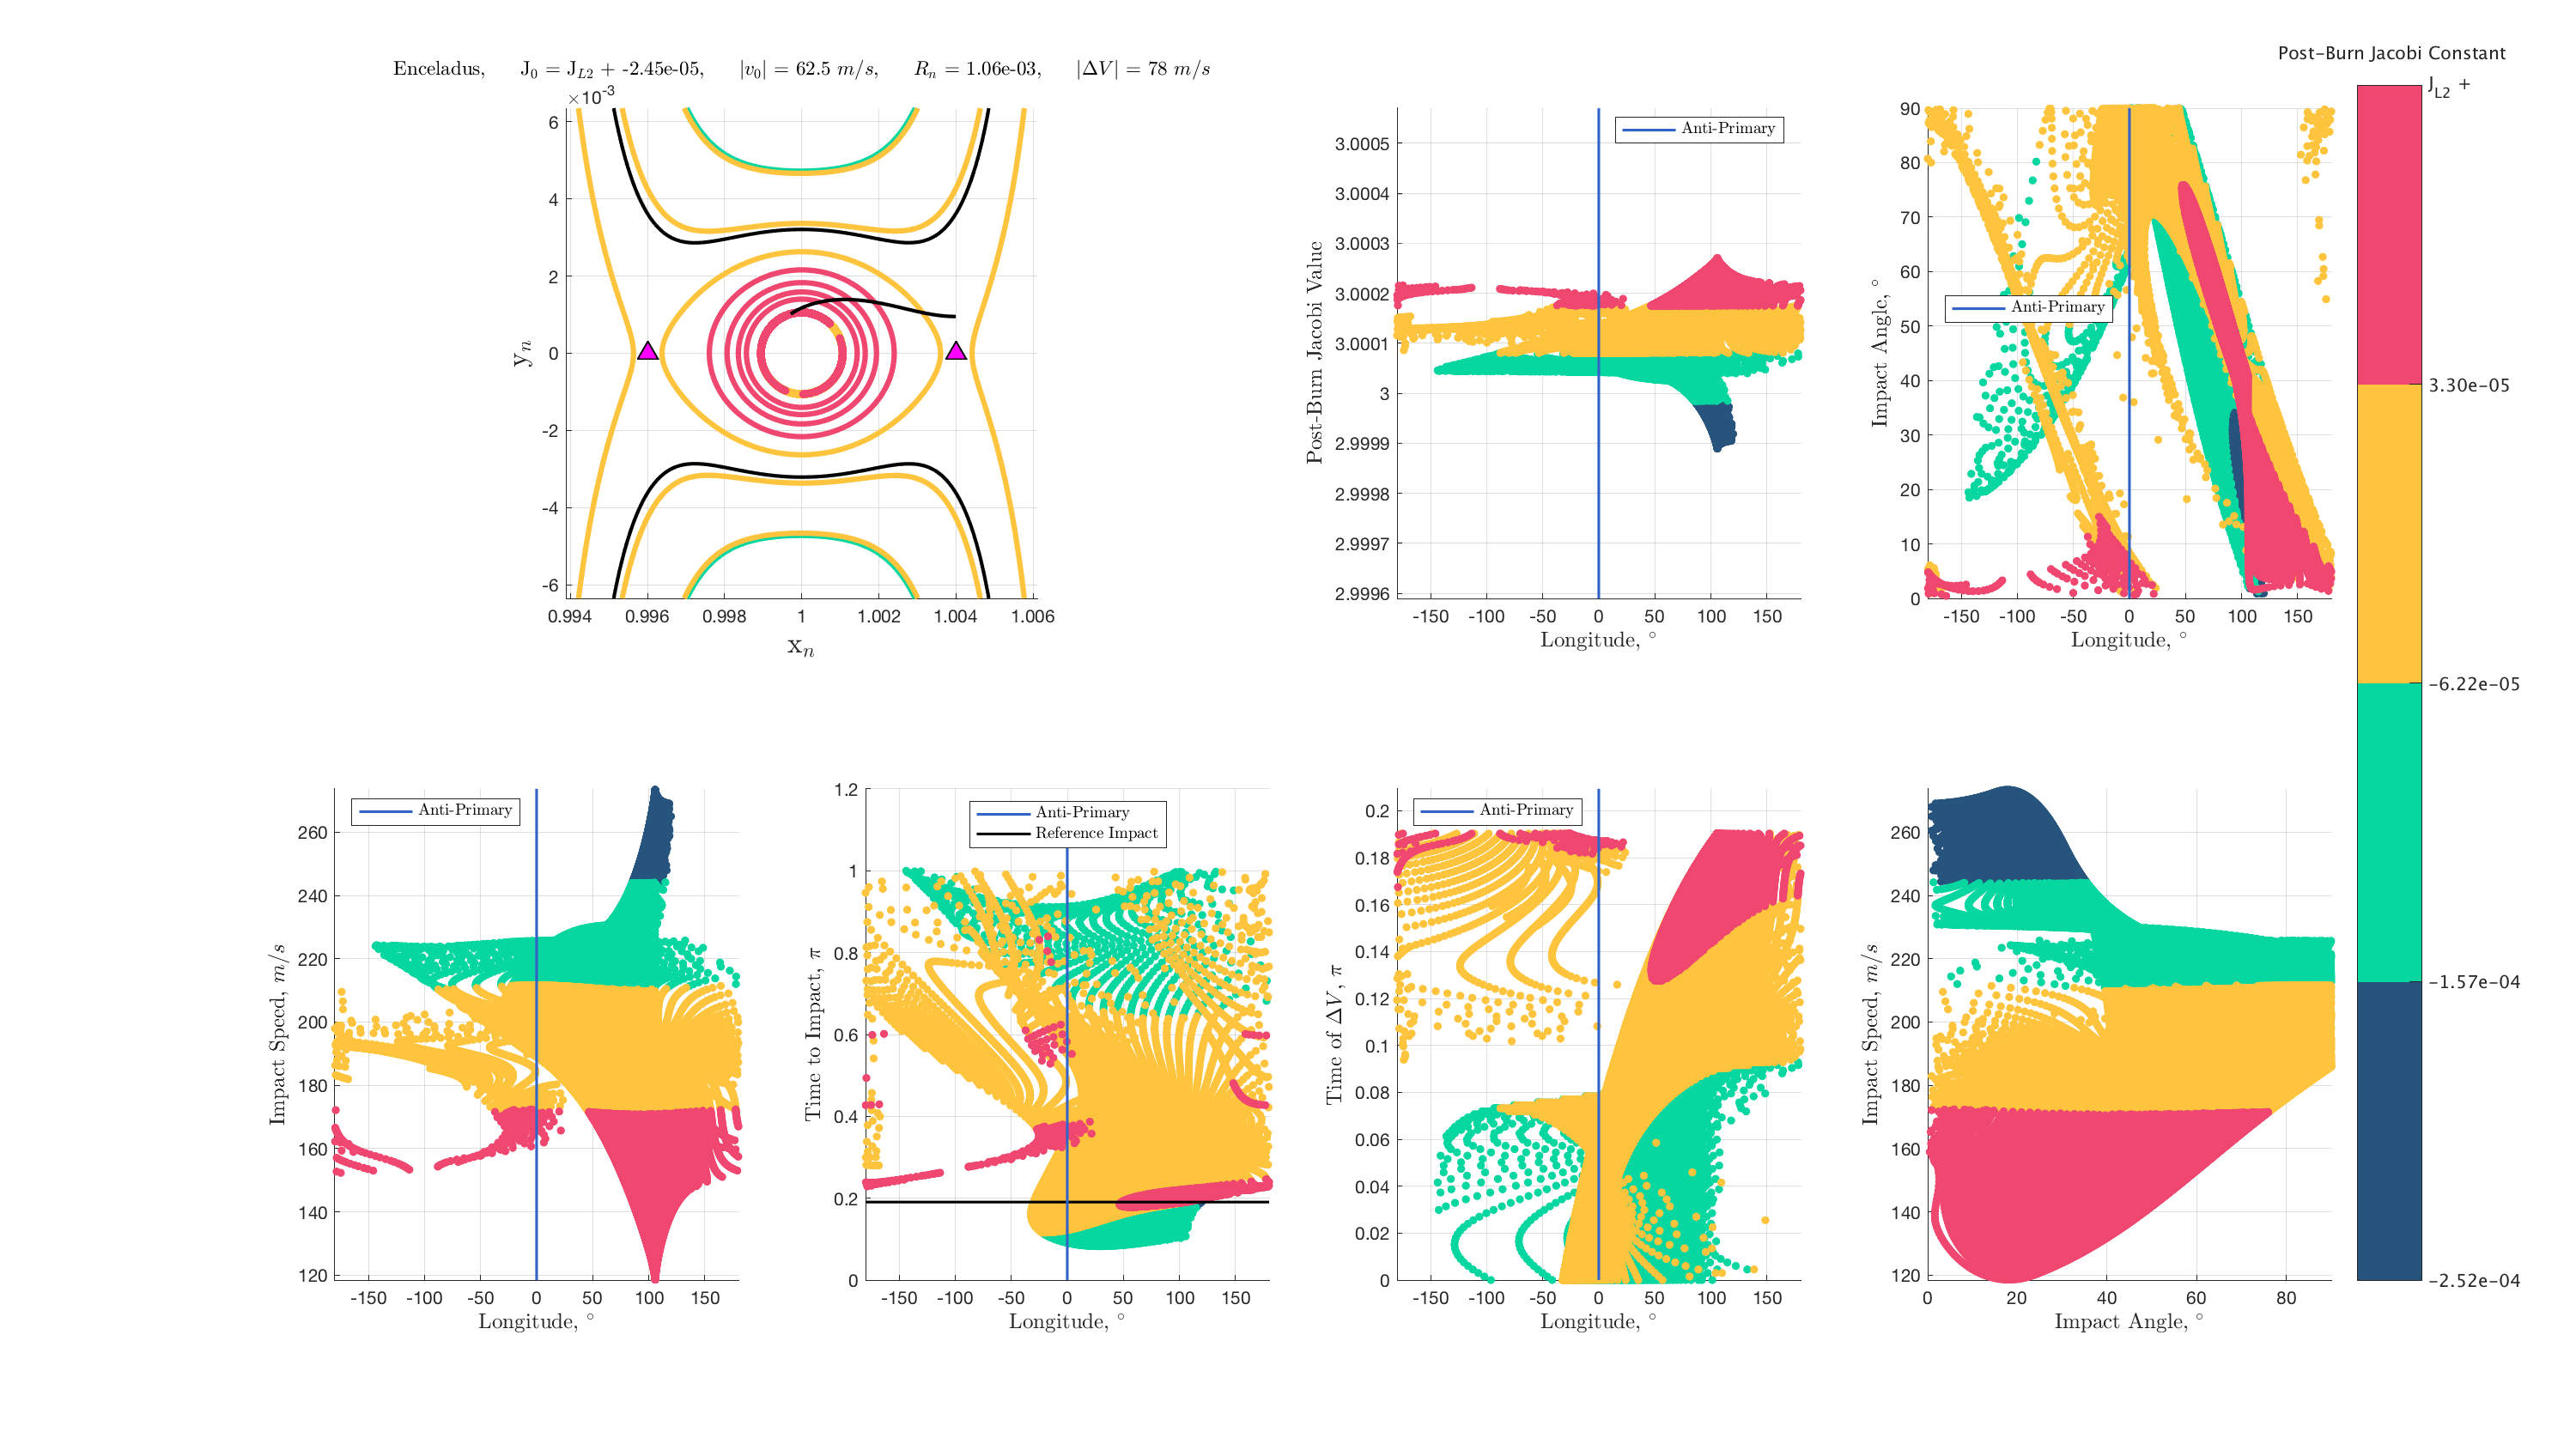 Enceladus, J0 = JL2 + -2.45e-05, |v0| = 62.5 m/s, Rn = 1.06e-03, |ΔV| = 78 m/s
×10-3
6
4
2
0
-2
-4
-6
0.994 0.996 0.998 1 1.002 1.004 1.006
xn
yn
Anti-Primary
3.0005
3.0004
3.0003
3.0002
3.0001
3
2.9999
2.9998
2.9997
2.9996
-150 -100 -50 0 50 100 150
Longitude, °
Post-Burn Jacobi Value
Anti-Primary
90
80
70
60
50
40
30
20
10
0
-150 -100 -50 0 50 100 150
Longitude, °
Impact Angle, °
Post-Burn Jacobi Constant
JL2 +
3.30e-05
-6.22e-05
-1.57e-04
-2.52e-04
Anti-Primary
260
240
220
200
180
160
140
120
-150 -100 -50 0 50 100 150
Longitude, °
Impact Speed, m/s
Anti-Primary
Reference Impact
1.2
1
0.8
0.6
0.4
0.2
0
-150 -100 -50 0 50 100 150
Longitude, °
Time to Impact, π
Anti-Primary
0.2
0.18
0.16
0.14
0.12
0.1
0.08
0.06
0.04
0.02
0
-150 -100 -50 0 50 100 150
Longitude, °
Time of ΔV, π
260
240
220
200
180
160
140
120
0 20 40 60 80
Impact Angle, °
Impact Speed, m/s